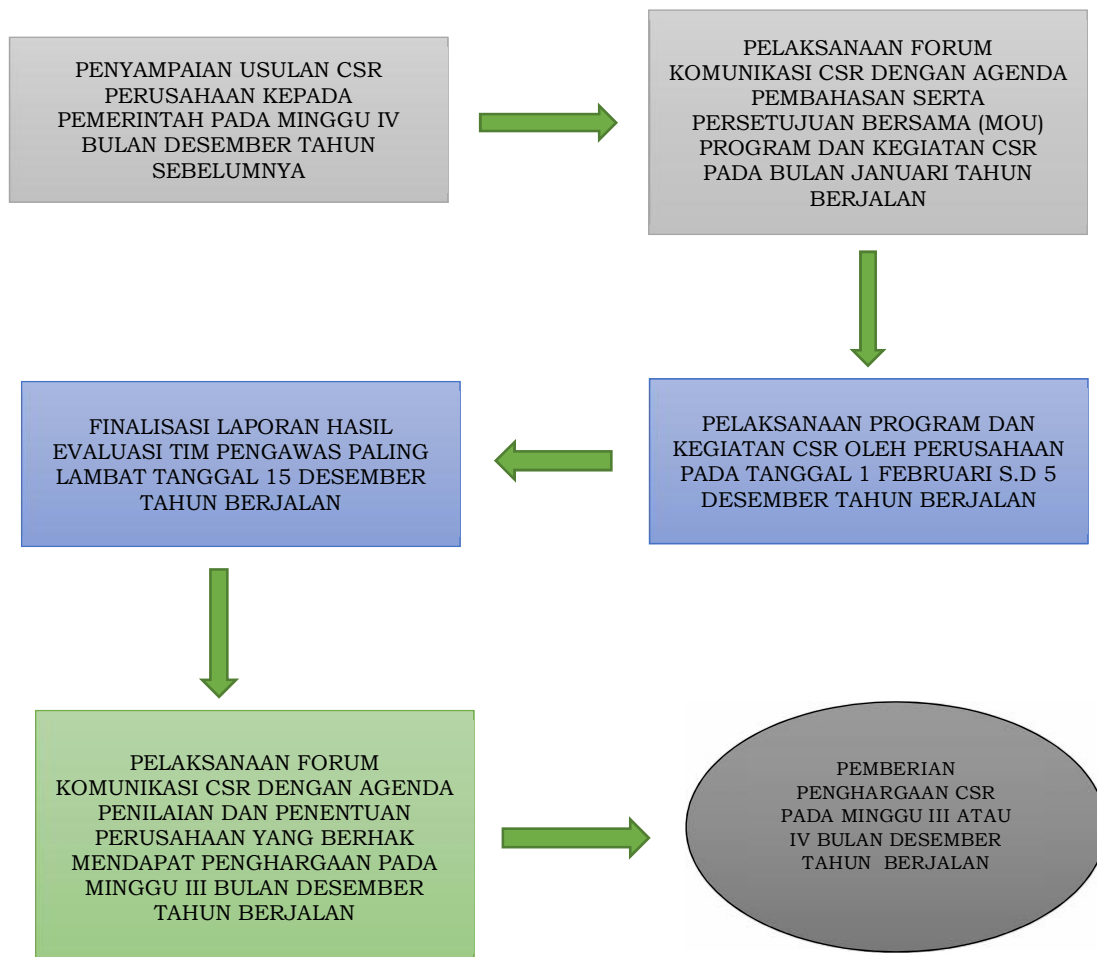 PENYAMPAIAN USULAN CSR
PERUSAHAAN KEPADA
PEMERINTAH PADA MINGGU IV
BULAN DESEMBER TAHUN
SEBELUMNYA
PELAKSANAAN FORUM
KOMUNIKASI CSR DENGAN AGENDA
PEMBAHASAN SERTA
PERSETUJUAN BERSAMA (MOU)
PROGRAM DAN KEGIATAN CSR
PADA BULAN JANUARI TAHUN
BERJALAN
PELAKSANAAN PROGRAM DAN
KEGIATAN CSR OLEH PERUSAHAAN
PADA TANGGAL 1 FEBRUARI S.D 5
DESEMBER TAHUN BERJALAN
FINALISASI LAPORAN HASIL
EVALUASI TIM PENGAWAS PALING
LAMBAT TANGGAL 15 DESEMBER
TAHUN BERJALAN
PELAKSANAAN FORUM
KOMUNIKASI CSR DENGAN AGENDA
PENILAIAN DAN PENENTUAN
PERUSAHAAN YANG BERHAK
MENDAPAT PENGHARGAAN PADA
MINGGU III BULAN DESEMBER
TAHUN BERJALAN
PEMBERIAN
PENGHARGAAN CSR
PADA MINGGU III ATAU
IV BULAN DESEMBER
TAHUN  BERJALAN